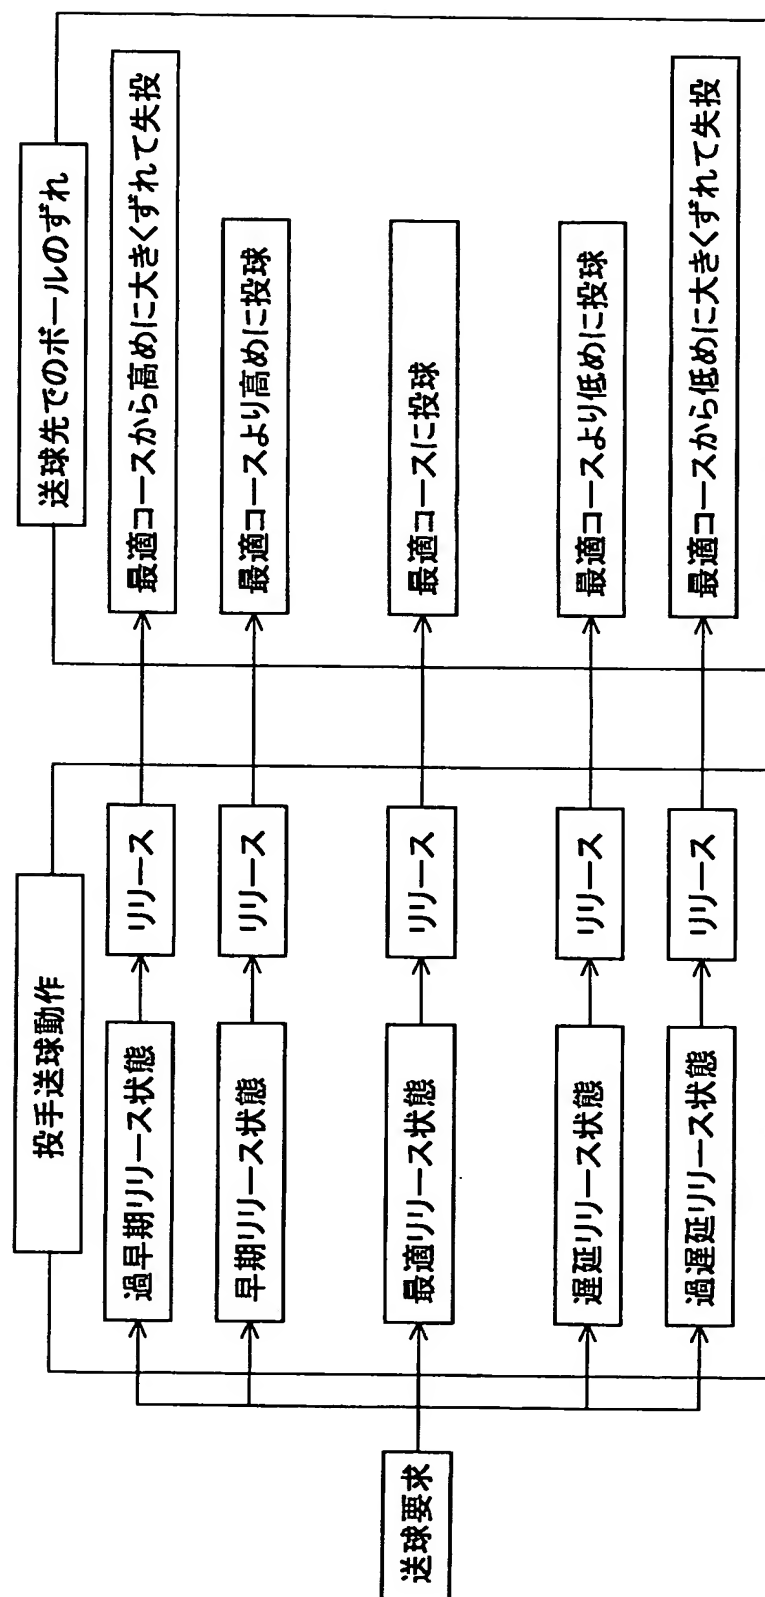 送球要求
投手送球動作
過早期リリース状態
リリース
早期リリース状態
リリース
最適リリース状態
リリース
遅延リリース状態
リリース
過遅延リリース状態
リリース
送球先でのボールのずれ
最適コースから高めに大きくずれて失投
最適コースより高めに投球
最適コースに投球
最適コースより低めに投球
最適コースから低めに大きくずれて失投